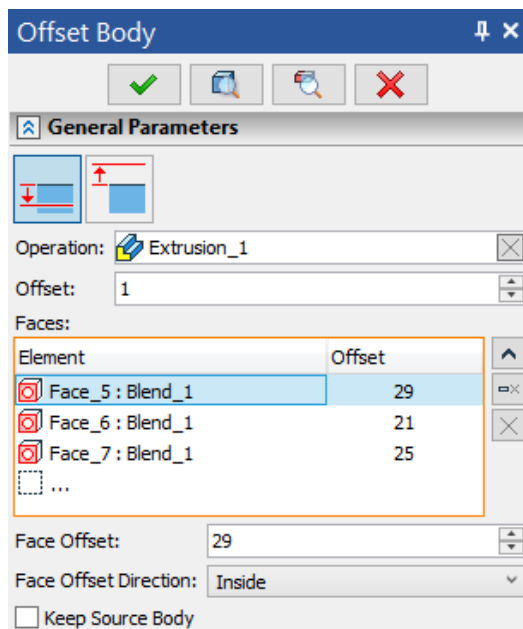 Offset Body
General Parameters
Operation: Extrusion_1
Offset: 1
Faces:
Element Offset
Face_5 : Blend_1 29
Face_6 : Blend_1 21
Face_7 : Blend_1 25
...
Face Offset: 29
Face Offset Direction: Inside
Keep Source Body